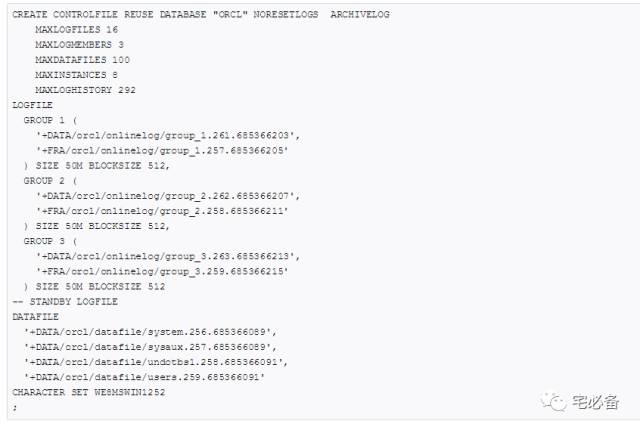 CREATE CONTROLFILE REUSE DATABASE "ORCL" NORESETLOGS  ARCHIVELOG
    MAXLOGFILES 16
    MAXLOGMEMBERS 3
    MAXDATAFILES 100
    MAXINSTANCES 8
    MAXLOGHISTORY 292
LOGFILE
  GROUP 1 (
    '+DATA/orcl/onlinelog/group_1.261.685366203',
    '+FRA/orcl/onlinelog/group_1.257.685366205'
  ) SIZE 50M BLOCKSIZE 512,
  GROUP 2 (
    '+DATA/orcl/onlinelog/group_2.262.685366207',
    '+FRA/orcl/onlinelog/group_2.258.685366211'
  ) SIZE 50M BLOCKSIZE 512,
  GROUP 3 (
    '+DATA/orcl/onlinelog/group_3.263.685366213',
    '+FRA/orcl/onlinelog/group_3.259.685366215'
  ) SIZE 50M BLOCKSIZE 512
-- STANDBY LOGFILE
DATAFILE
  '+DATA/orcl/datafile/system.256.685366089',
  '+DATA/orcl/datafile/sysaux.257.685366089',
  '+DATA/orcl/datafile/undotbs1.258.685366091',
  '+DATA/orcl/datafile/users.259.685366091'
CHARACTER SET WE8MSWIN1252
;
宅必备